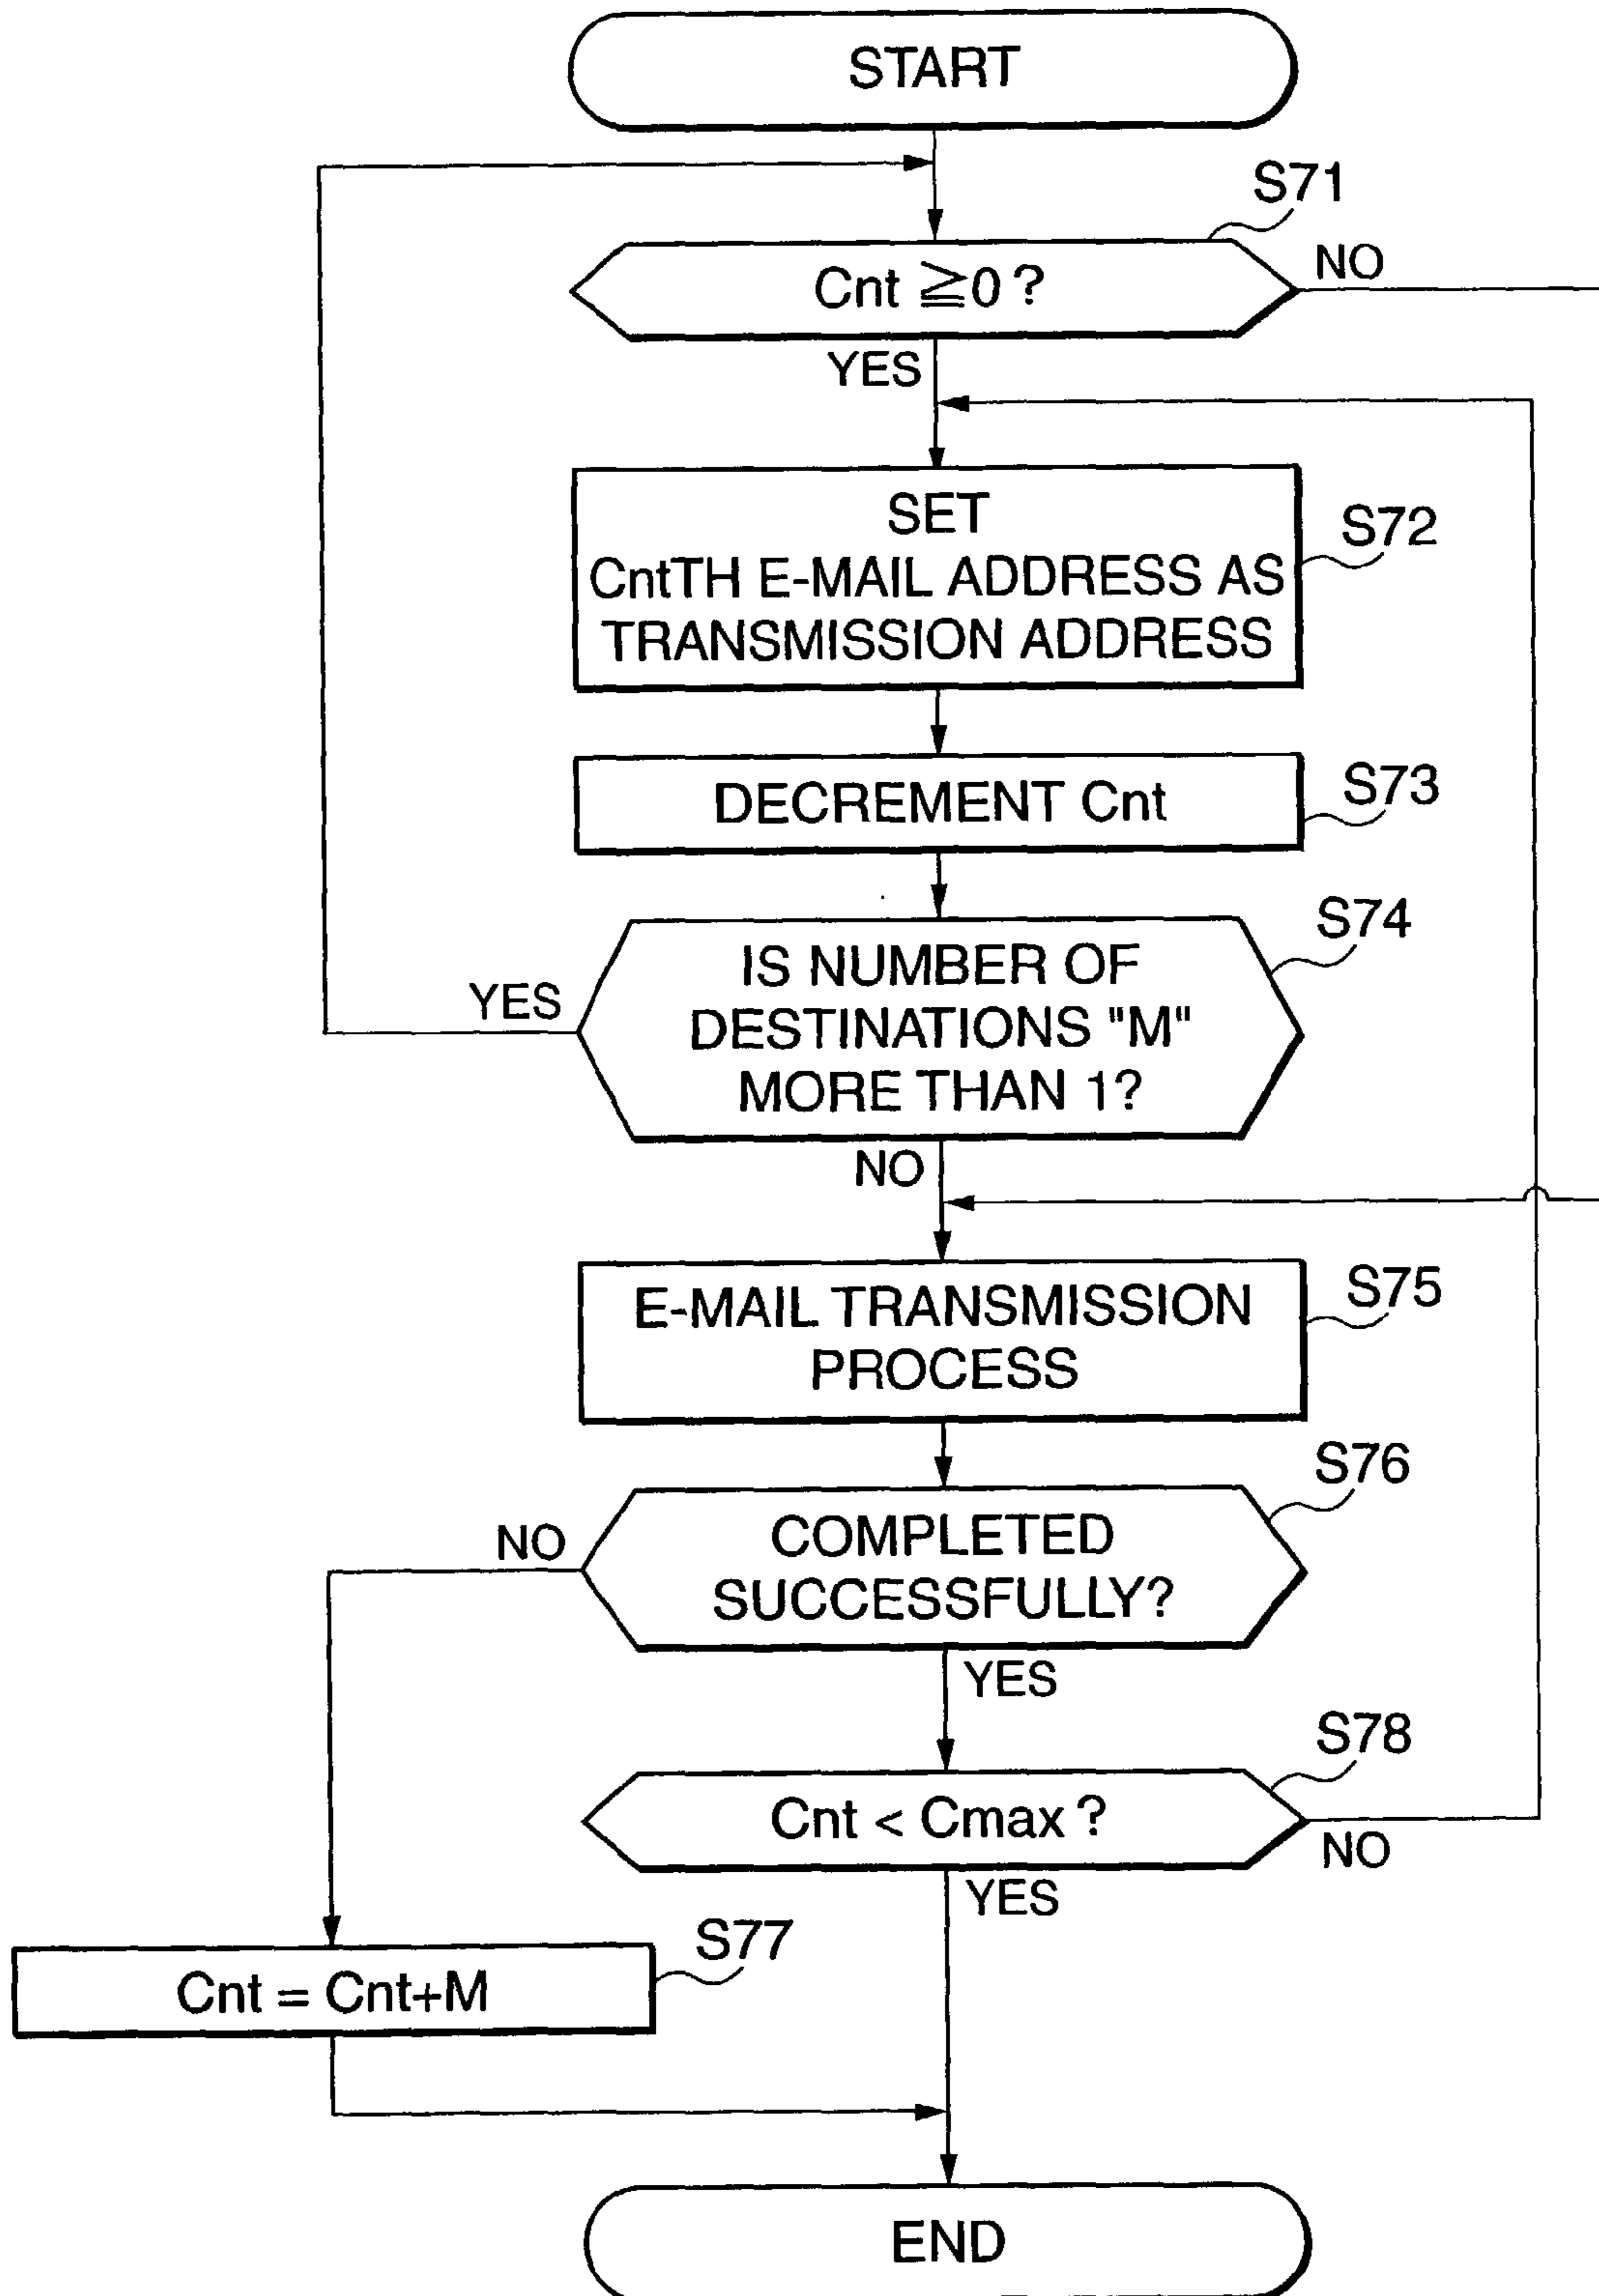 START
S71
Cnt ≧0 ?
NO
YES
SET
CntTH E-MAIL ADDRESS AS
TRANSMISSION ADDRESS
S72
DECREMENT Cnt
S73
S74
IS NUMBER OF
DESTINATIONS "M"
MORE THAN 1?
YES
NO
E-MAIL TRANSMISSION
PROCESS
S75
S76
COMPLETED
SUCCESSFULLY?
NO
YES
S78
Cnt < Cmax ?
NO
YES
S77
Cnt = Cnt+M
END